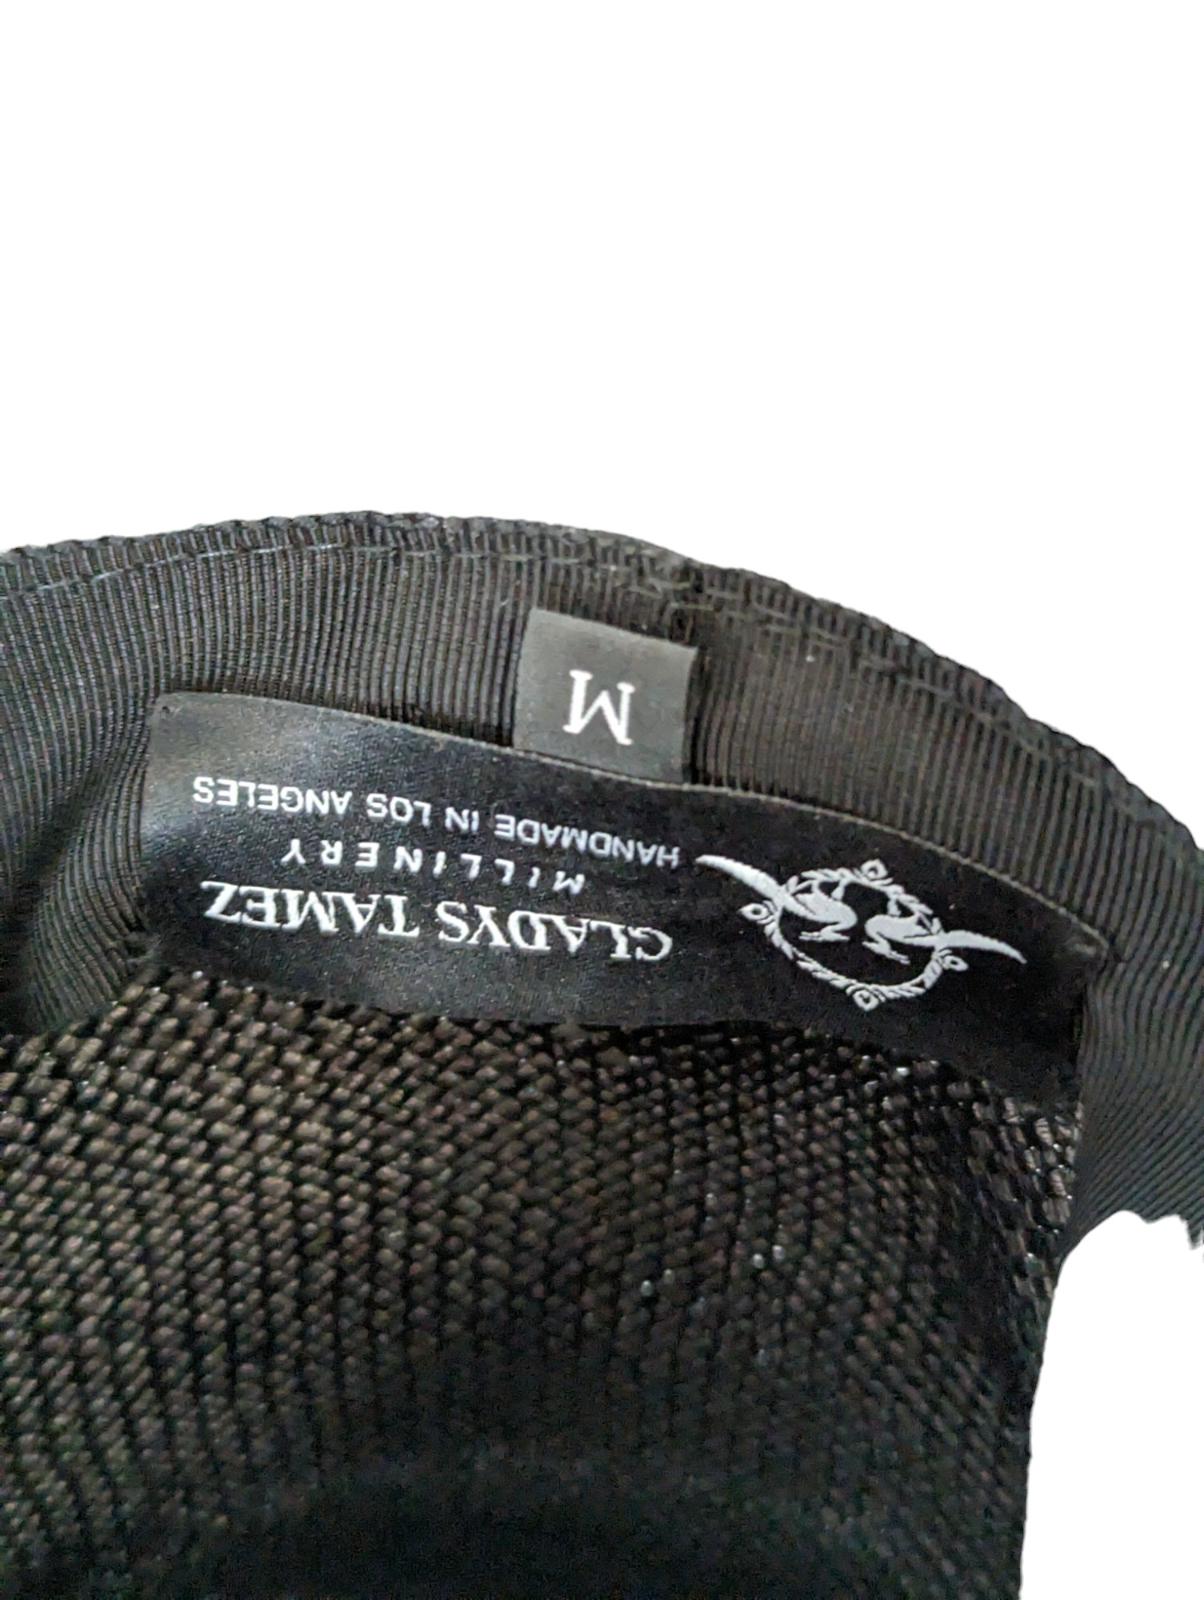 GLADYS TAMEZ
MILLINERY
HANDMADE IN LOS ANGELES
M